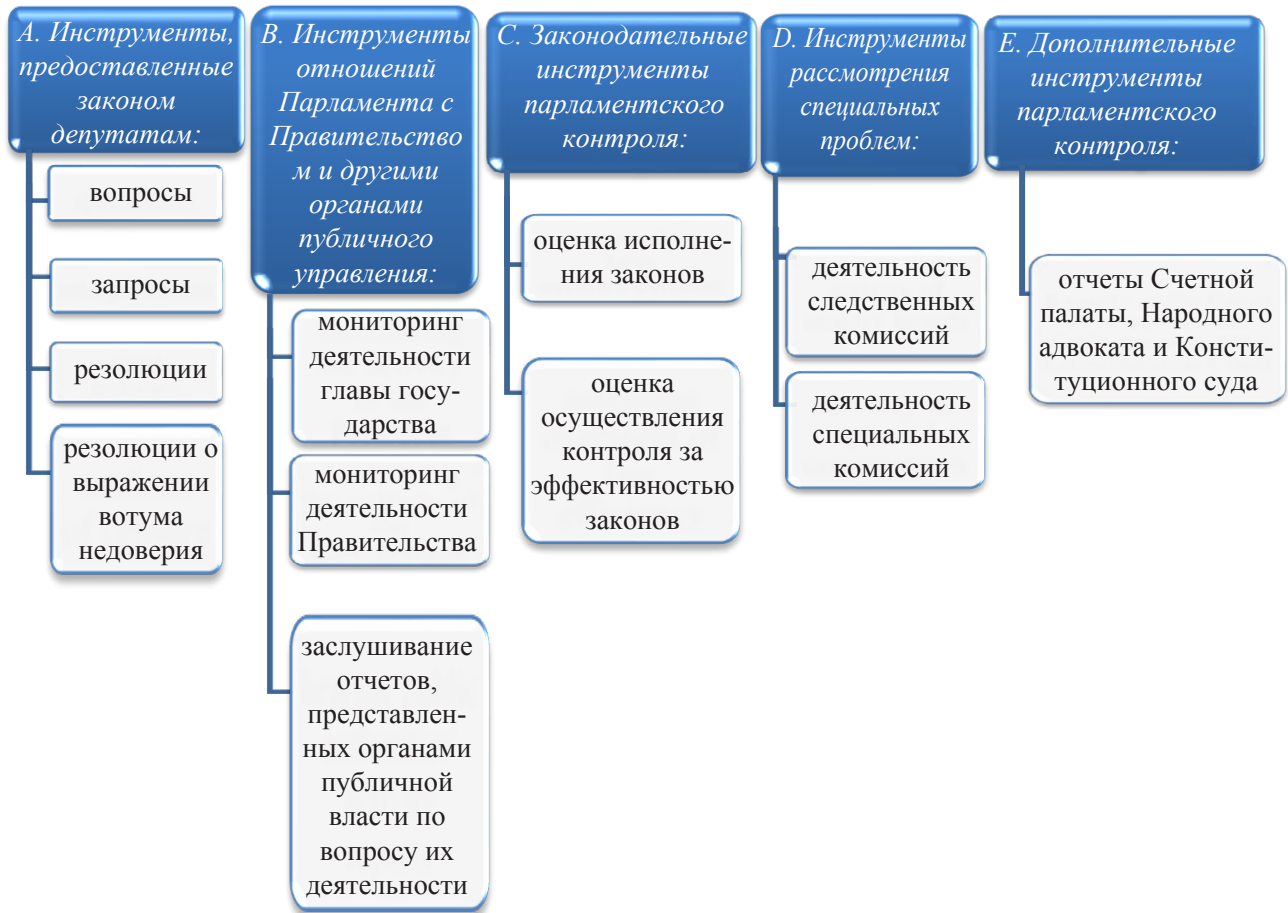 A. Инструменты,
предоставленные
законом
депутатам:
вопросы
запросы
резолюции
резолюции о
выражении
вотума
недоверия
B. Инструменты
отношений
Парламента с
Правительство
м и другими
органами
публичного
управления:
мониторинг
деятельности
главы госу-
дарства
мониторинг
деятельности
Правительства
заслушивание
отчетов,
представлен-
ных органами
публичной
власти по
вопросу их
деятельности
C. Законодательные
инструменты
парламентского
контроля:
оценка исполне-
ния законов
оценка
осуществления
контроля за
эффективностью
законов
D. Инструменты
рассмотрения
специальных
проблем:
деятельность
следственных
комиссий
деятельность
специальных
комиссий
E. Дополнительные
инструменты
парламентского
контроля:
отчеты Счетной
палаты, Народного
адвоката и Консти-
туционного суда